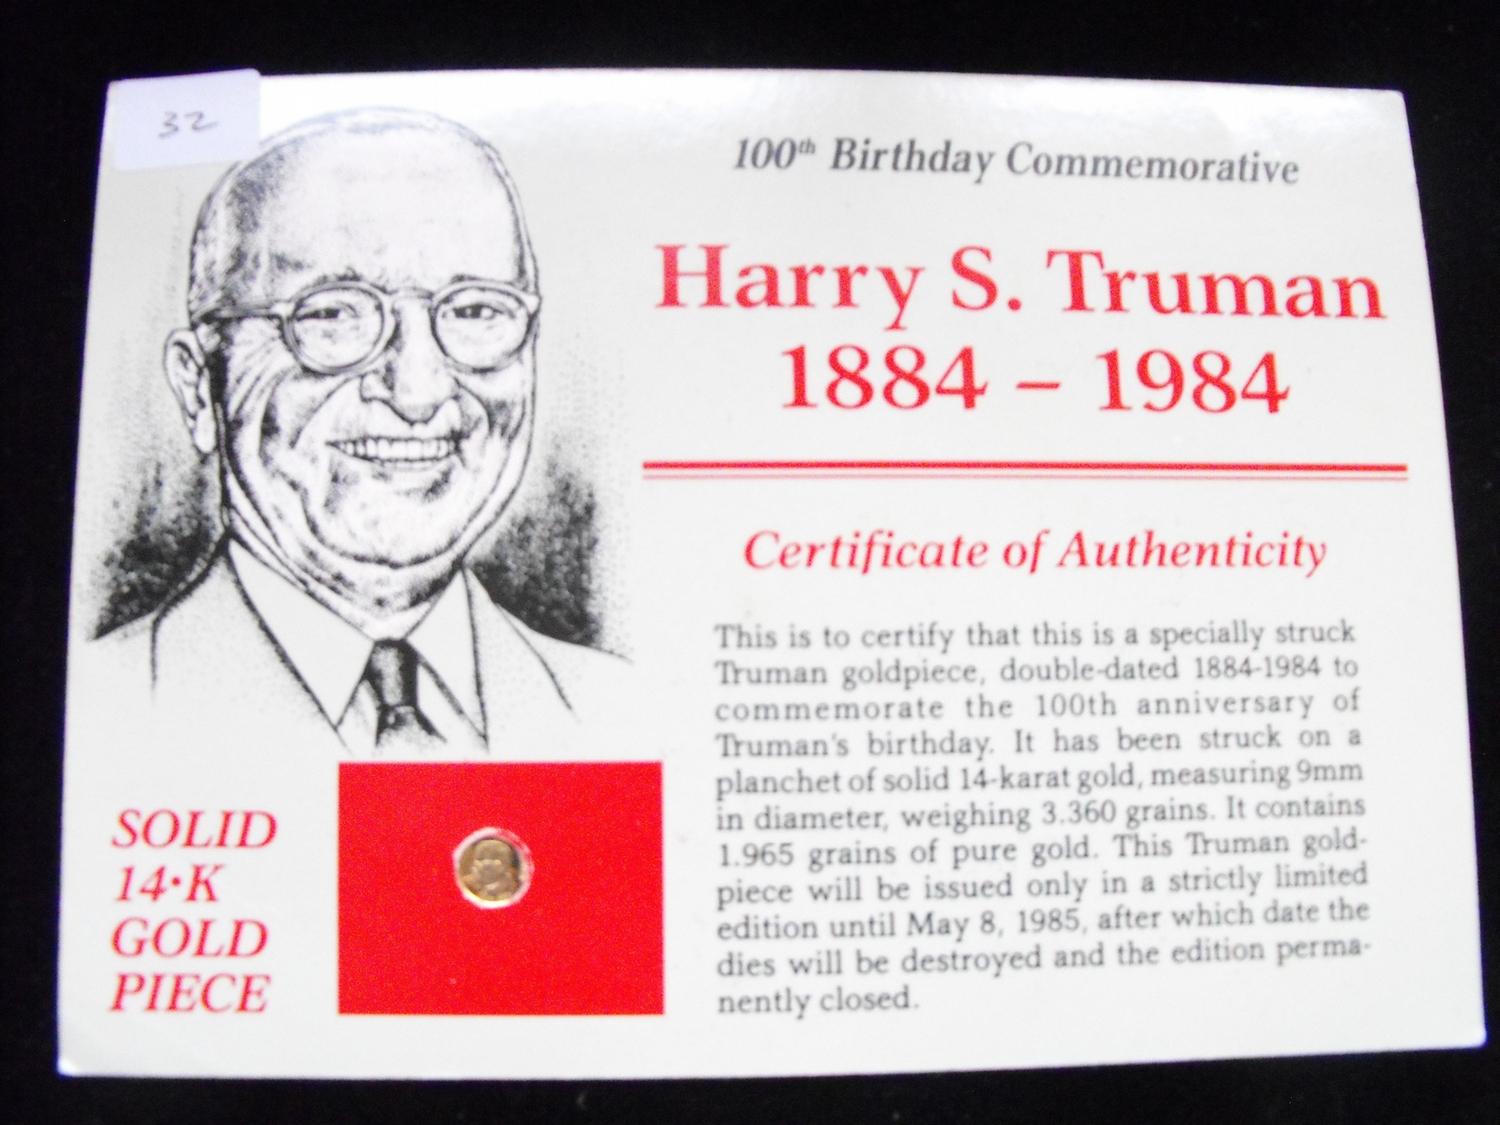 32
100th Birthday Commemorative
Harry S. Truman
1884 – 1984
Certificate of Authenticity
This is to certify that this is a specially struck
Truman goldpiece, double-dated 1884-1984 to
commemorate the 100th anniversary of
Truman's birthday. It has been struck on a
planchet of solid 14-karat gold, measuring 9mm
in diameter, weighing 3.360 grains. It contains
1.965 grains of pure gold. This Truman gold-
piece will be issued only in a strictly limited
edition until May 8, 1985, after which date the
dies will be destroyed and the edition perma-
nently closed.
SOLID
14·K
GOLD
PIECE